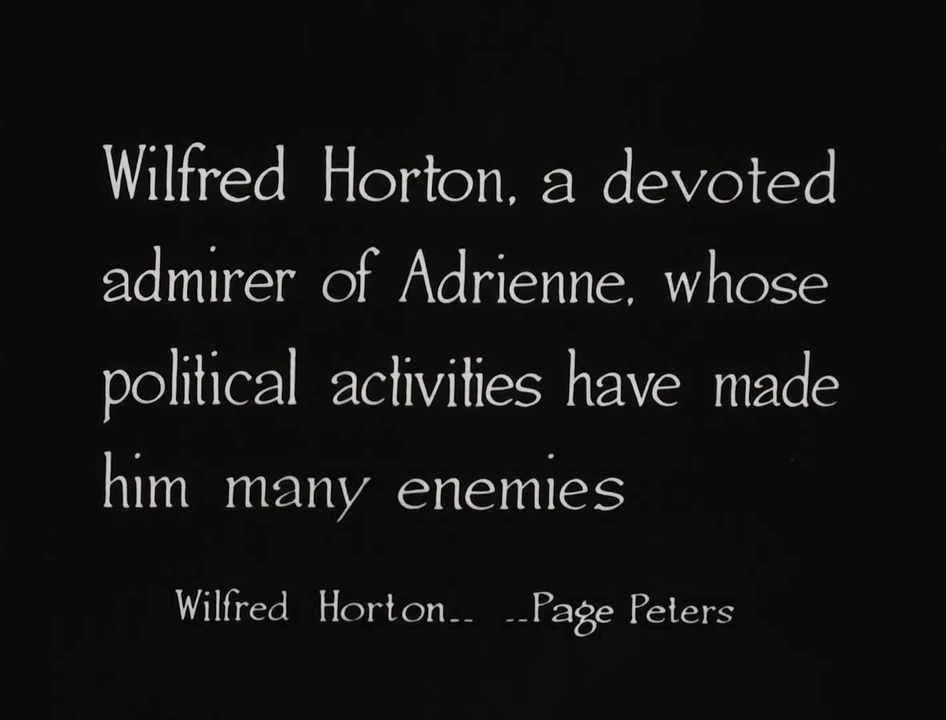 Wilfred Horton, a devoted
admirer of Adrienne, whose
political activities have made
him many enemies
Wilfred Horton.. ..Page Peters